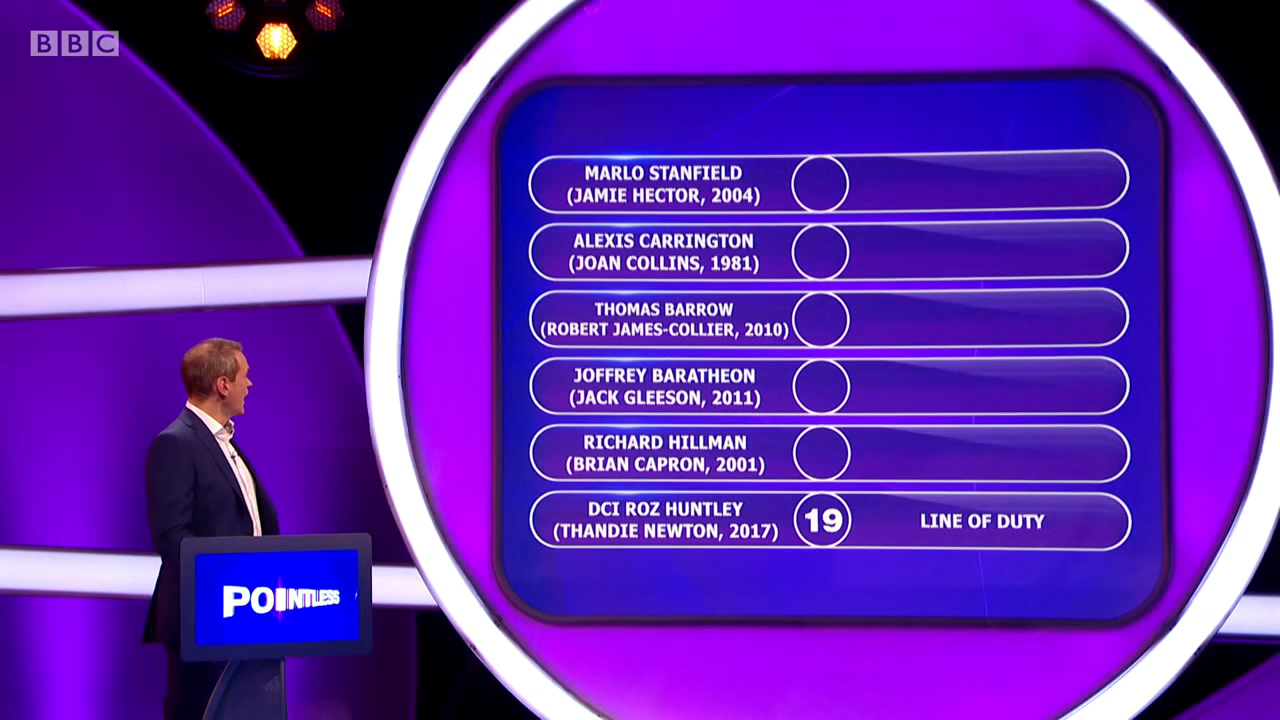 BBC
MARLO STANFIELD
(JAMIE HECTOR, 2004)
ALEXIS CARRINGTON
(JOAN COLLINS, 1981)
THOMAS BARROW
(ROBERT JAMES-COLLIER, 2010)
JOFFREY BARATHEON
(JACK GLEESON, 2011)
RICHARD HILLMAN
(BRIAN CAPRON, 2001)
DCI ROZ HUNTLEY
(THANDIE NEWTON, 2017)
19
LINE OF DUTY
POINTLESS